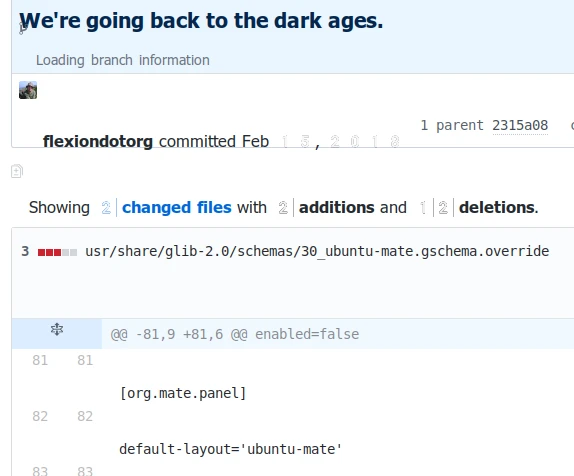 We're going back to the dark ages.
Loading branch information
1 parent 2315a08
flexiondotorg committed Feb 15, 2018
Showing 2 changed files with 2 additions and 12 deletions.
3 usr/share/glib-2.0/schemas/30_ubuntu-mate.gschema.override
@@ -81,9 +81,6 @@ enabled=false
81 81
[org.mate.panel]
82 82
default-layout='ubuntu-mate'
83 83